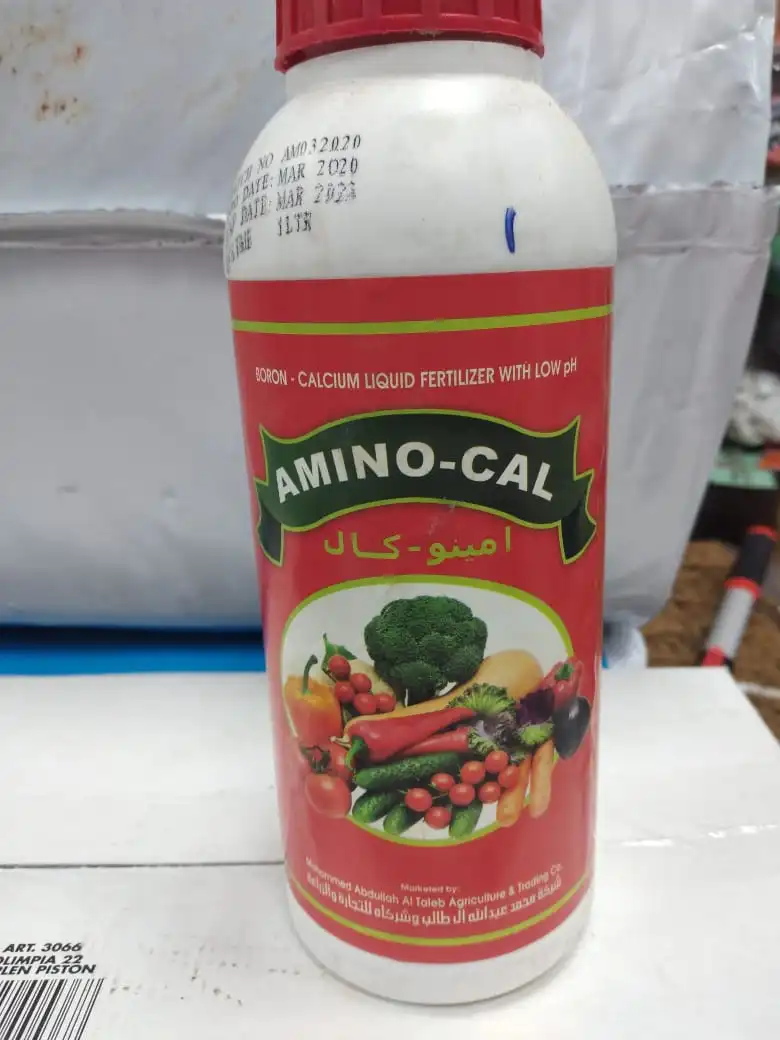 NO AM032020
DATE: MAR 2020
DATE: MAR 2023
1LTR
BORON - CALCIUM LIQUID FERTILIZER WITH LOW pH
AMINO-CAL
امينو - كال
Marketed by:
Mohammed Abdullah Al Taleb Agriculture & Trading Co.
شركة محمد عبدالله آل طالب وشركاه للتجارة والزراعة
ART. 3066
OLIMPIA 22
PLEN PISTON